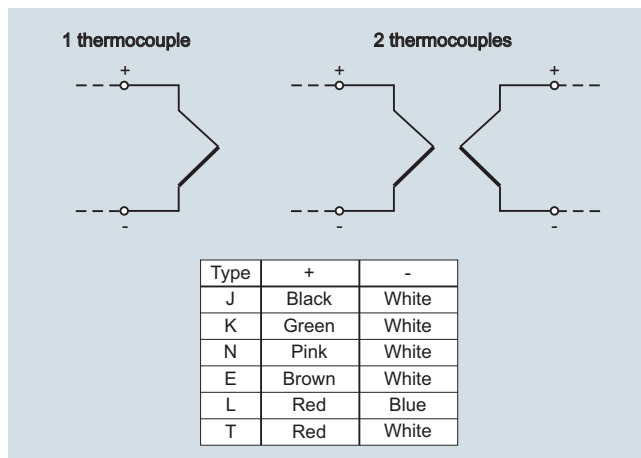 1 thermocouple 2 thermocouples
+ + +
- - -
Type + -
J Black White
K Green White
N Pink White
E Brown White
L Red Blue
T Red White